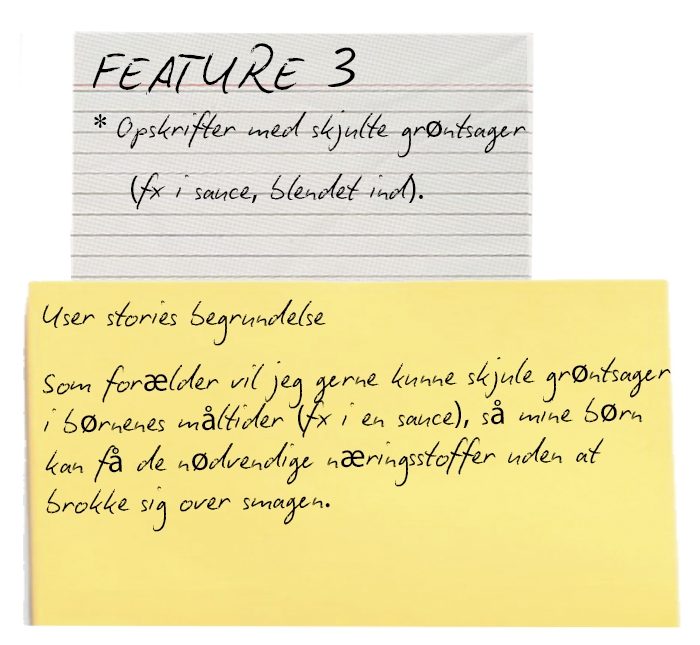 FEATURE 3
* Opskrifter med skjulte grøntsager
(fx i sauce, blendet ind).
User stories begrundelse
Som forælder vil jeg gerne kunne skjule grøntsager
i børnenes måltider (fx i en sauce), så mine børn
kan få de nødvendige næringsstoffer uden at
brokke sig over smagen.